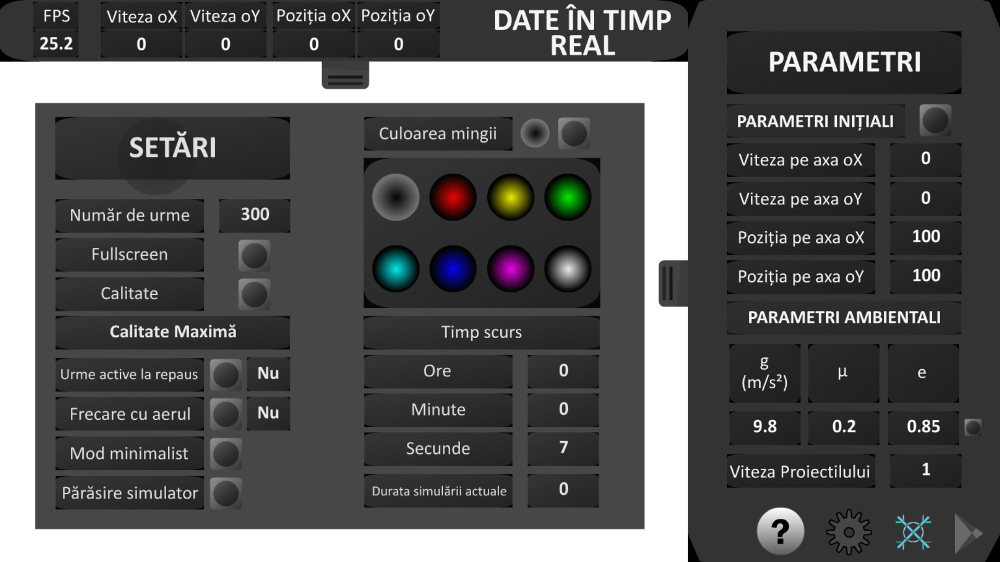 FPS
Viteza oX
Viteza oY
Poziția oX
Poziția oY
25.2
0
0
0
0
DATE ÎN TIMP
REAL
SETĂRI
Număr de urme
300
Fullscreen
Calitate
Calitate Maximă
Urme active la repaus
Nu
Frecare cu aerul
Nu
Mod minimalist
Părăsire simulator
Culoarea mingii
Timp scurs
Ore
0
Minute
0
Secunde
7
Durata simulării actuale
0
PARAMETRI
PARAMETRI INIȚIALI
Viteza pe axa oX
0
Viteza pe axa oY
0
Poziția pe axa oX
100
Poziția pe axa oY
100
PARAMETRI AMBIENTALI
g
(m/s²)
μ
e
9.8
0.2
0.85
Viteza Proiectilului
1
?